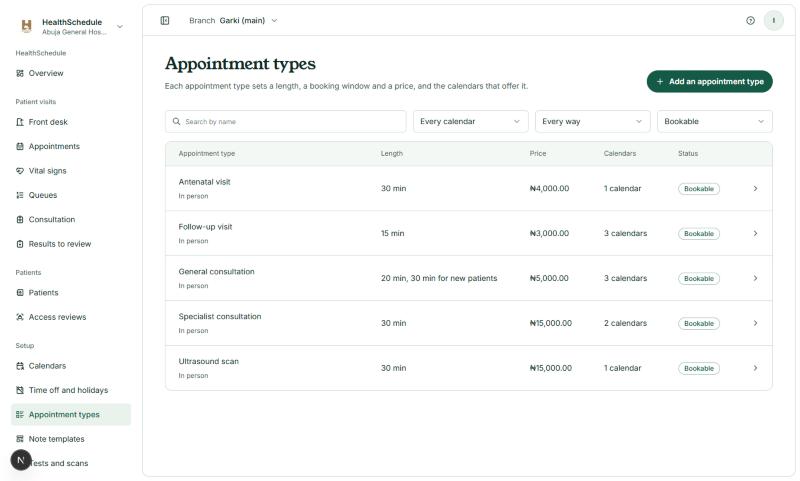 HealthSchedule
Abuja General Hos...
HealthSchedule
Overview
Patient visits
Front desk
Appointments
Vital signs
Queues
Consultation
Results to review
Patients
Patients
Access reviews
Setup
Calendars
Time off and holidays
Appointment types
Note templates
Tests and scans
N
Branch Garki (main)
I
Appointment types
Each appointment type sets a length, a booking window and a price, and the calendars that offer it.
+ Add an appointment type
Search by name
Every calendar
Every way
Bookable
Appointment type Length Price Calendars Status
Antenatal visit
In person
30 min ₦4,000.00 1 calendar Bookable
Follow-up visit
In person
15 min ₦3,000.00 3 calendars Bookable
General consultation
In person
20 min, 30 min for new patients ₦5,000.00 3 calendars Bookable
Specialist consultation
In person
30 min ₦15,000.00 2 calendars Bookable
Ultrasound scan
In person
30 min ₦15,000.00 1 calendar Bookable